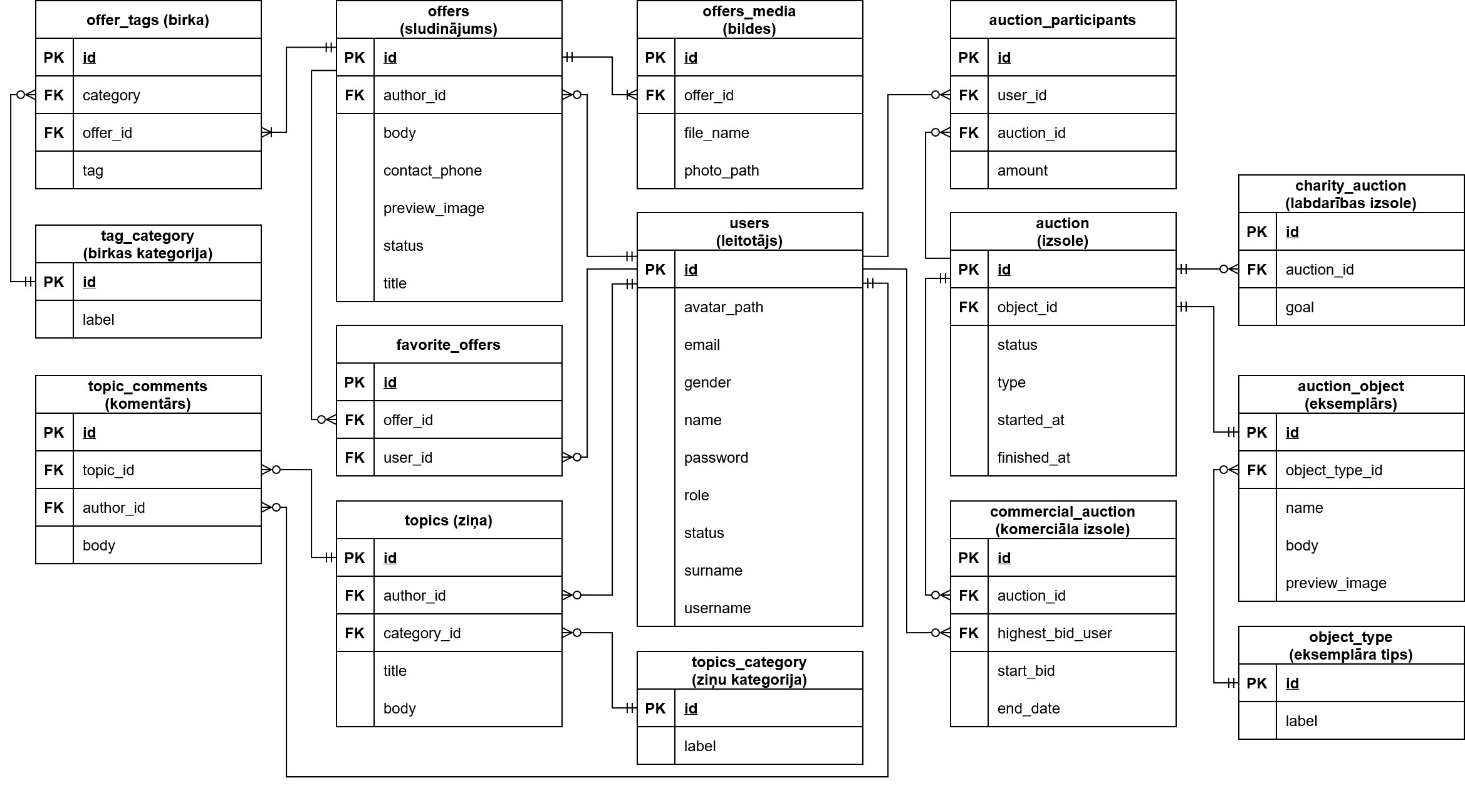 offer_tags (birka)
PK id
FK category
FK offer_id
tag
tag_category
(birkas kategorija)
PK id
label
topic_comments
(komentārs)
PK id
FK topic_id
FK author_id
body
offers
(sludinājums)
PK id
FK author_id
body
contact_phone
preview_image
status
title
favorite_offers
PK id
FK offer_id
FK user_id
topics (ziņa)
PK id
FK author_id
FK category_id
title
body
offers_media
(bildes)
PK id
FK offer_id
file_name
photo_path
users
(leitotājs)
PK id
avatar_path
email
gender
name
password
role
status
surname
username
topics_category
(ziņu kategorija)
PK id
label
auction_participants
PK id
FK user_id
FK auction_id
amount
auction
(izsole)
PK id
FK object_id
status
type
started_at
finished_at
commercial_auction
(komerciāla izsole)
PK id
FK auction_id
FK highest_bid_user
start_bid
end_date
charity_auction
(labdarības izsole)
PK id
FK auction_id
goal
auction_object
(eksemplārs)
PK id
FK object_type_id
name
body
preview_image
object_type
(eksemplāra tips)
PK id
label